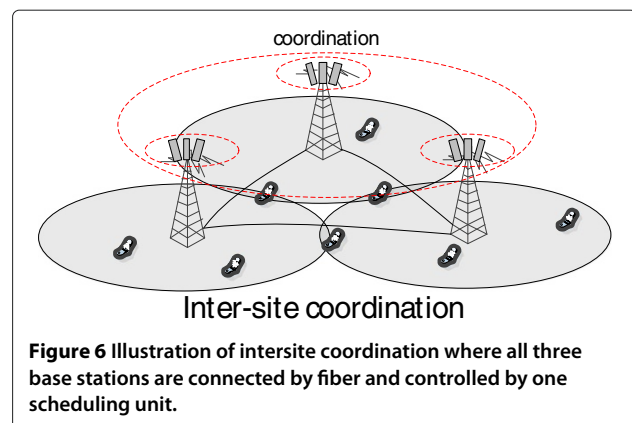 coordination
Inter-site coordination
Figure 6 Illustration of intersite coordination where all three
base stations are connected by fiber and controlled by one
scheduling unit.